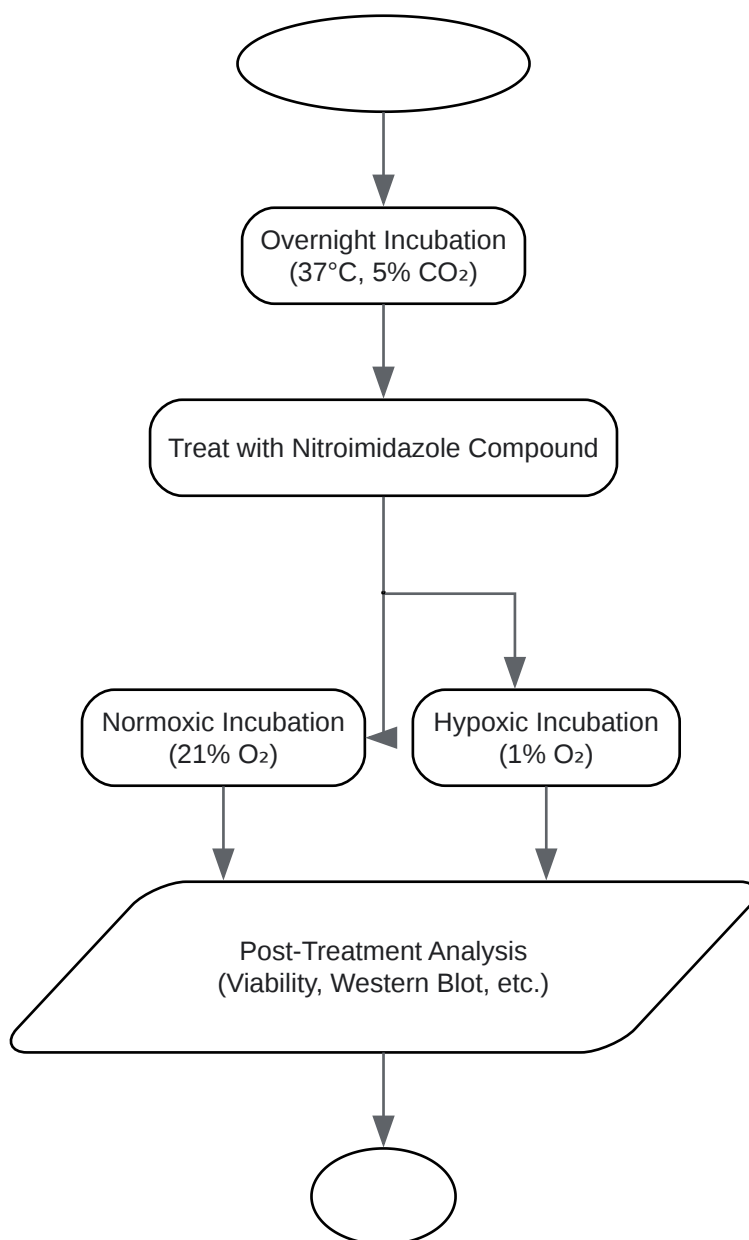 Overnight Incubation
(37°C, 5% CO₂)
Treat with Nitroimidazole Compound
Normoxic Incubation
(21% O₂)
Hypoxic Incubation
(1% O₂)
Post-Treatment Analysis
(Viability, Western Blot, etc.)